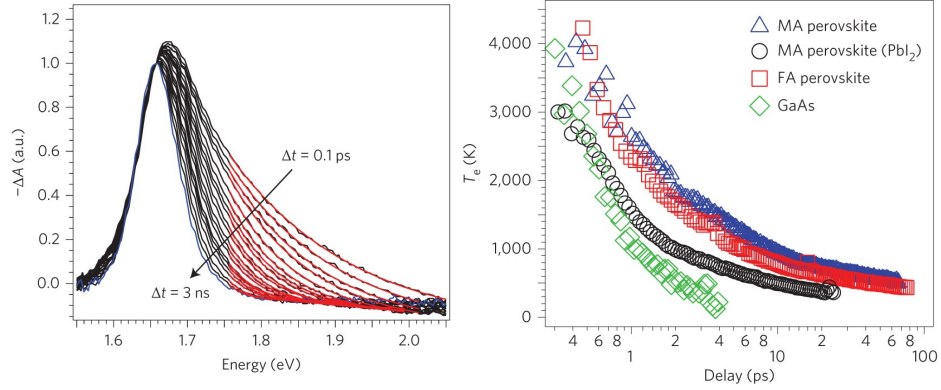 1.2
1.0
0.8
0.6
0.4
0.2
0.0
−ΔA (a.u.)
Δt = 0.1 ps
Δt = 3 ns
1.6 1.7 1.8 1.9 2.0
Energy (eV)
4,000
3,000
2,000
1,000
0
Tₑ (K)
MA perovskite
MA perovskite (PbI₂)
FA perovskite
GaAs
4 6 8 1 2 4 6 8 10 2 4 6 8 100
Delay (ps)